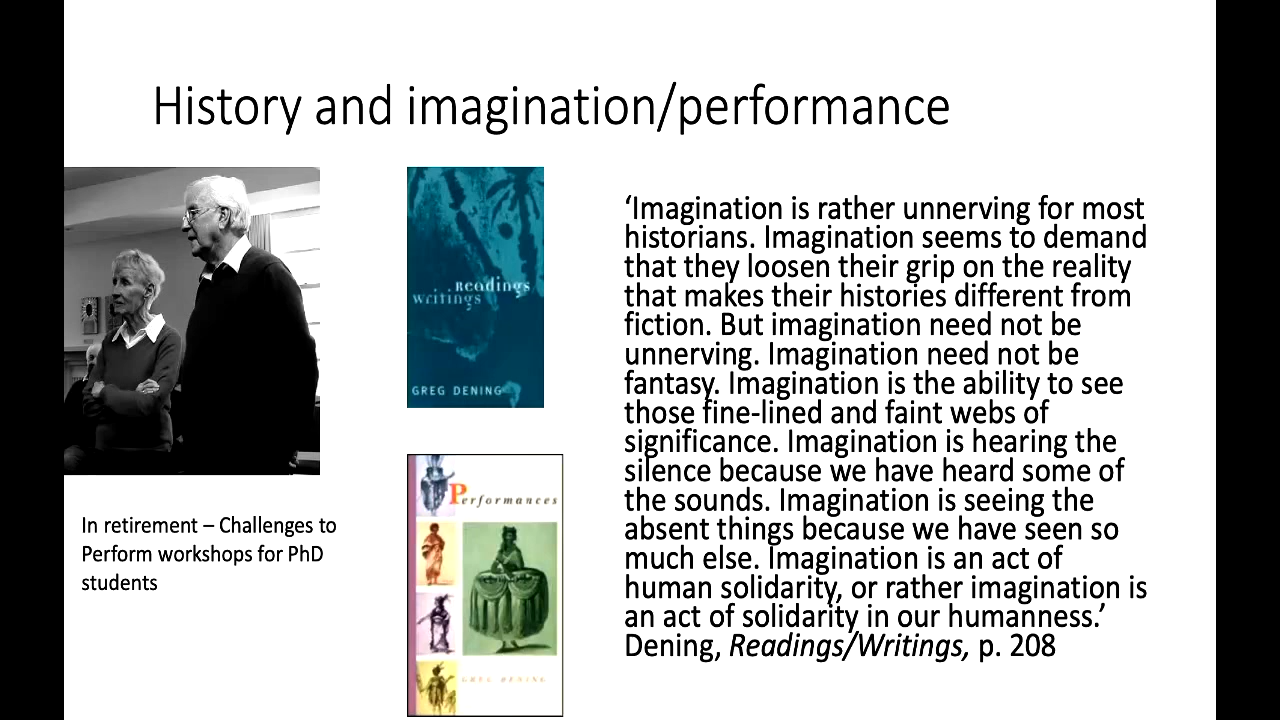 History and imagination/performance
Readings
writings
GREG DENING
Performances
GREG DENING
In retirement – Challenges to
Perform workshops for PhD
students
‘Imagination is rather unnerving for most
historians. Imagination seems to demand
that they loosen their grip on the reality
that makes their histories different from
fiction. But imagination need not be
unnerving. Imagination need not be
fantasy. Imagination is the ability to see
those fine-lined and faint webs of
significance. Imagination is hearing the
silence because we have heard some of
the sounds. Imagination is seeing the
absent things because we have seen so
much else. Imagination is an act of
human solidarity, or rather imagination is
an act of solidarity in our humanness.’
Dening, Readings/Writings, p. 208